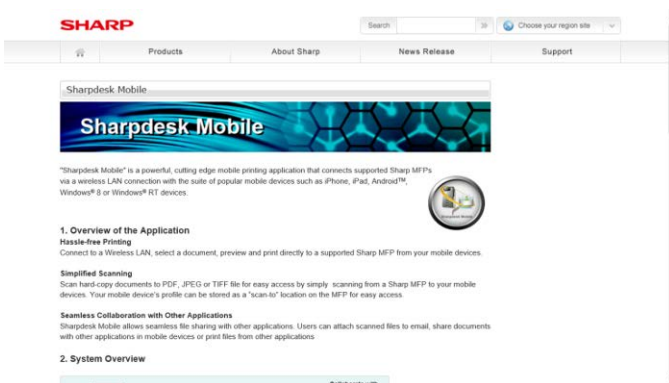 SHARP
Search
Choose your region site
Products
About Sharp
News Release
Support
Sharpdesk Mobile
Sharpdesk Mobile
"Sharpdesk Mobile" is a powerful, cutting edge mobile printing application that connects supported Sharp MFPs
via a wireless LAN connection with the suite of popular mobile devices such as iPhone, iPad, Android™,
Windows® 8 or Windows® RT devices.
1. Overview of the Application
Hassle-free Printing
Connect to a Wireless LAN, select a document, preview and print directly to a supported Sharp MFP from your mobile devices.
Simplified Scanning
Scan hard-copy documents to PDF, JPEG or TIFF file for easy access by simply scanning from a Sharp MFP to your mobile
devices. Your mobile device's profile can be stored as a "scan-to" location on the MFP for easy access
Seamless Collaboration with Other Applications
Sharpdesk Mobile allows seamless file sharing with other applications. Users can attach scanned files to email, share documents
with other applications in mobile devices or print files from other applications
2. System Overview